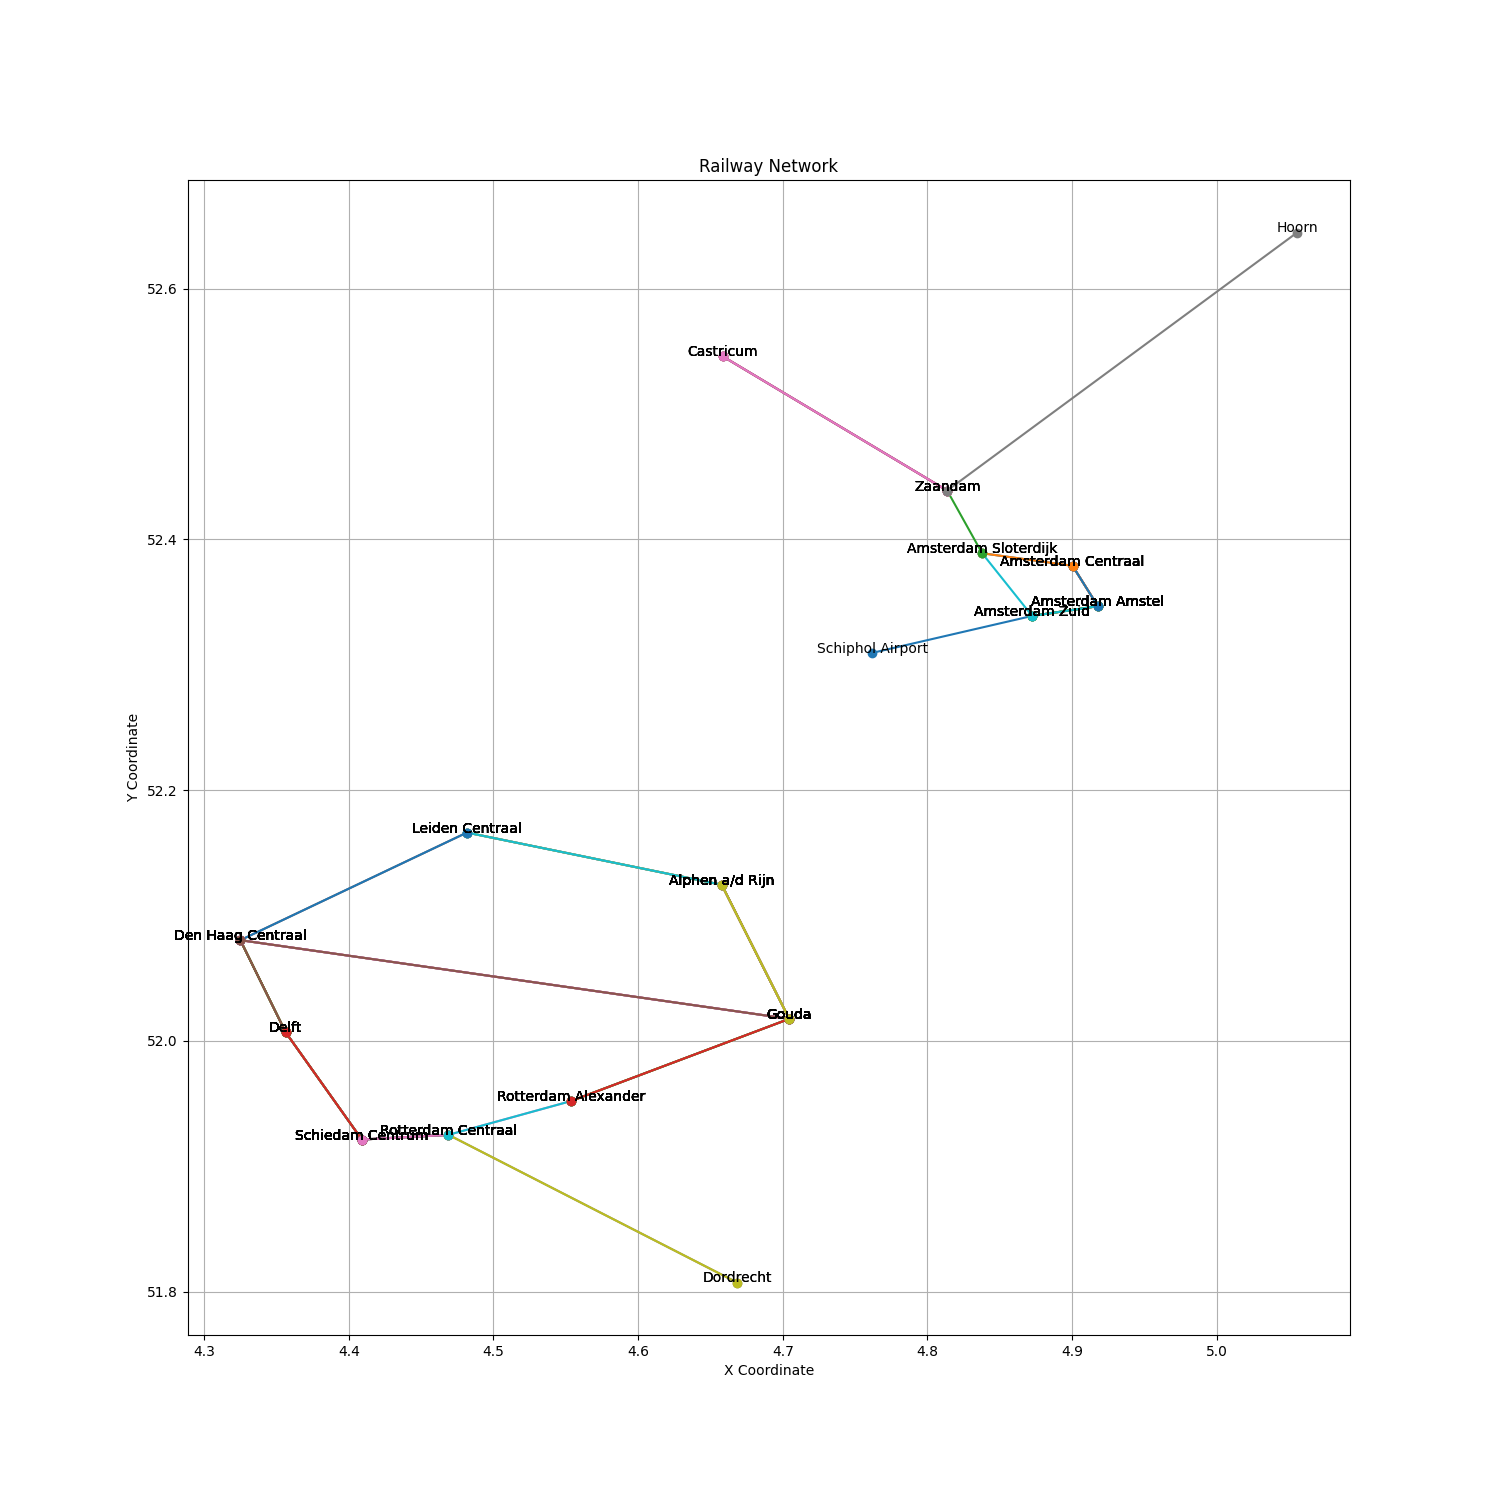 Railway Network
Hoorn
52.6
Castricum
Zaandam
52.4
Amsterdam Sloterdijk
Amsterdam Centraal
Amsterdam Amstel
Amsterdam Zuid
Schiphol Airport
Y Coordinate
52.2
Leiden Centraal
Alphen a/d Rijn
Den Haag Centraal
Gouda
Delft
52.0
Rotterdam Alexander
Rotterdam Centraal
Schiedam Centrum
Dordrecht
51.8
4.3 4.4 4.5 4.6 4.7 4.8 4.9 5.0
X Coordinate